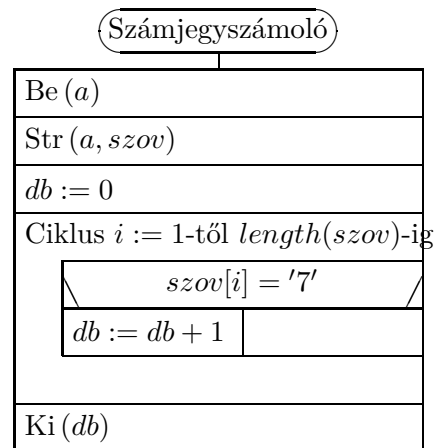 Számjegyszámoló
Be (a)
Str (a, szov)
db := 0
Ciklus i := 1-től length(szov)-ig
szov[i] = '7'
db := db + 1
Ki (db)